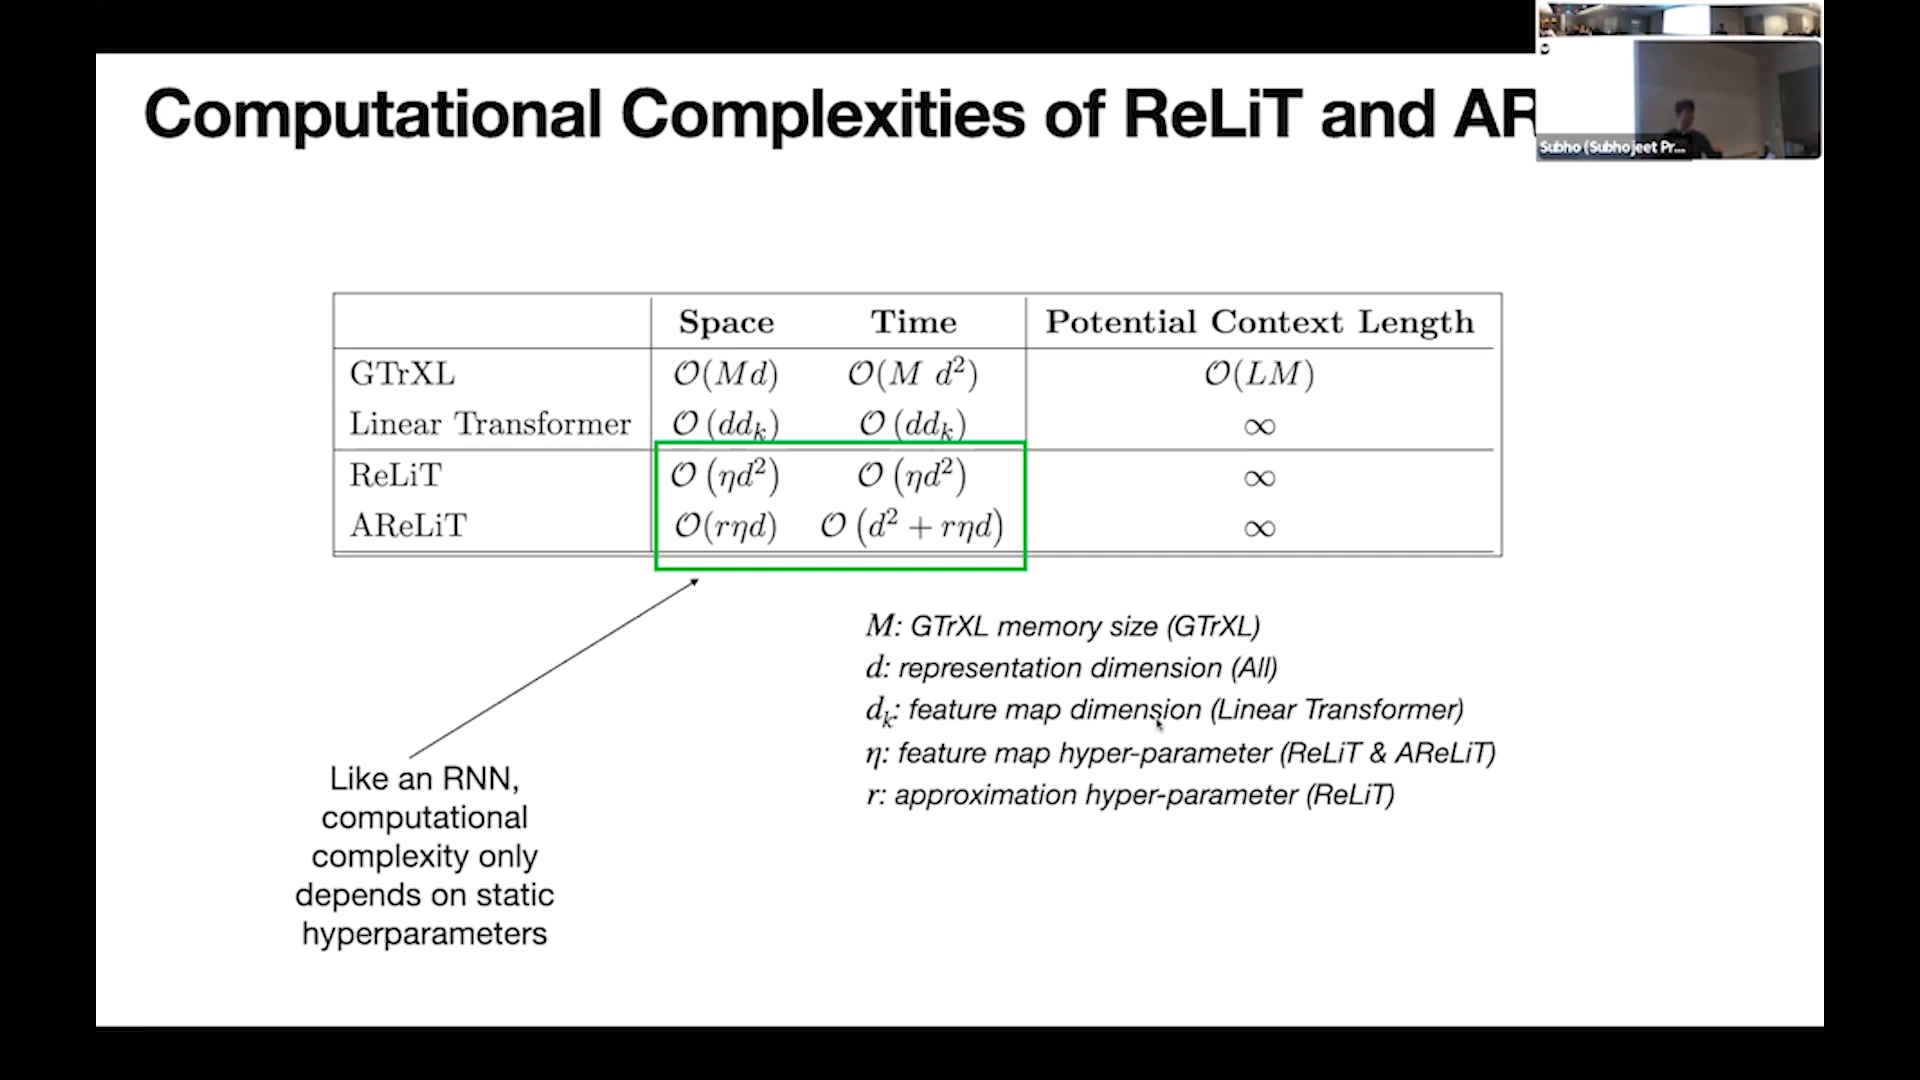 Computational Complexities of ReLiT and AR
Subho (Subhojeet Pr...
Space Time Potential Context Length
GTrXL 𝒪(Md) 𝒪(M d²) 𝒪(LM)
Linear Transformer 𝒪(ddₖ) 𝒪(ddₖ) ∞
ReLiT 𝒪(ηd²) 𝒪(ηd²) ∞
AReLiT 𝒪(rηd) 𝒪(d² + rηd) ∞
M: GTrXL memory size (GTrXL)
d: representation dimension (All)
dₖ: feature map dimension (Linear Transformer)
η: feature map hyper-parameter (ReLiT & AReLiT)
r: approximation hyper-parameter (ReLiT)
Like an RNN,
computational
complexity only
depends on static
hyperparameters